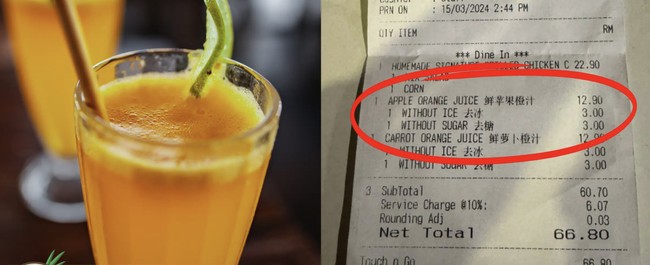 PRN ON : 15/03/2024 2:44 PM
QTY ITEM RM
*** Dine In ***
1 HOMEMADE CHICKEN C 22.90
1
1 CORN
1 APPLE ORANGE JUICE 鲜苹果橙汁 12.90
1 WITHOUT ICE 去冰 3.00
1 WITHOUT SUGAR 去糖 3.00
1 CARROT ORANGE JUICE 鲜萝卜橙汁
WITHOUT ICE 去冰 3.00
1 WITHOUT SUGAR 去糖 3.00
3 SubTotal 60.70
Service Charge @10%: 6.07
Rounding Adj 0.03
Net Total 66.80
Touch n Go 66.80